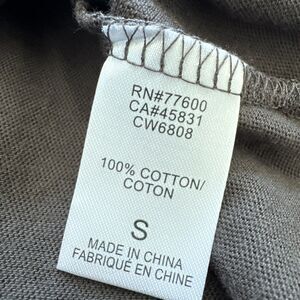 RN#77600
CA#45831
CW6808
100% COTTON/
COTON
S
MADE IN CHINA
FABRIQUÉ EN CHINE